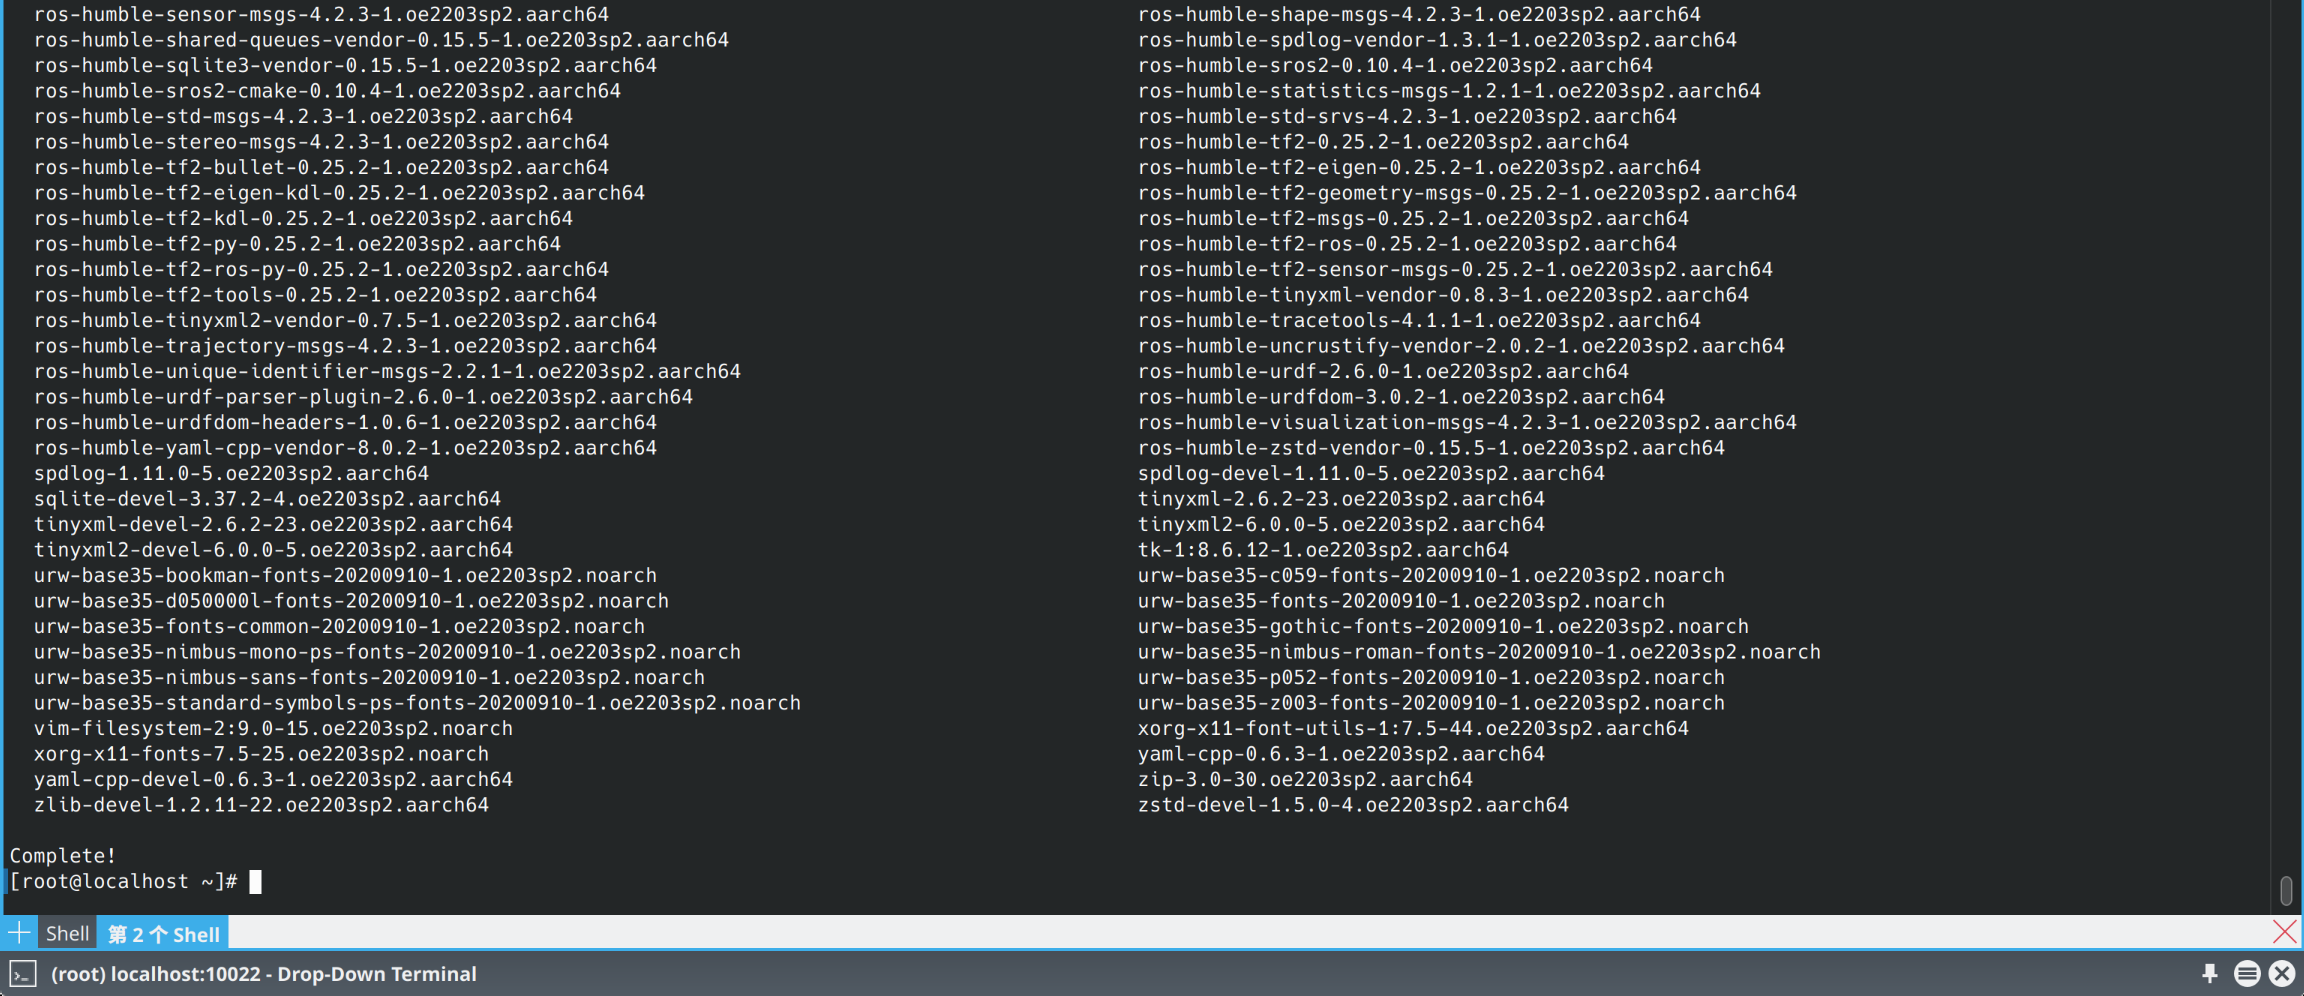 ros-humble-sensor-msgs-4.2.3-1.oe2203sp2.aarch64 ros-humble-shape-msgs-4.2.3-1.oe2203sp2.aarch64
ros-humble-shared-queues-vendor-0.15.5-1.oe2203sp2.aarch64 ros-humble-spdlog-vendor-1.3.1-1.oe2203sp2.aarch64
ros-humble-sqlite3-vendor-0.15.5-1.oe2203sp2.aarch64 ros-humble-sros2-0.10.4-1.oe2203sp2.aarch64
ros-humble-sros2-cmake-0.10.4-1.oe2203sp2.aarch64 ros-humble-statistics-msgs-1.2.1-1.oe2203sp2.aarch64
ros-humble-std-msgs-4.2.3-1.oe2203sp2.aarch64 ros-humble-std-srvs-4.2.3-1.oe2203sp2.aarch64
ros-humble-stereo-msgs-4.2.3-1.oe2203sp2.aarch64 ros-humble-tf2-0.25.2-1.oe2203sp2.aarch64
ros-humble-tf2-bullet-0.25.2-1.oe2203sp2.aarch64 ros-humble-tf2-eigen-0.25.2-1.oe2203sp2.aarch64
ros-humble-tf2-eigen-kdl-0.25.2-1.oe2203sp2.aarch64 ros-humble-tf2-geometry-msgs-0.25.2-1.oe2203sp2.aarch64
ros-humble-tf2-kdl-0.25.2-1.oe2203sp2.aarch64 ros-humble-tf2-msgs-0.25.2-1.oe2203sp2.aarch64
ros-humble-tf2-py-0.25.2-1.oe2203sp2.aarch64 ros-humble-tf2-ros-0.25.2-1.oe2203sp2.aarch64
ros-humble-tf2-ros-py-0.25.2-1.oe2203sp2.aarch64 ros-humble-tf2-sensor-msgs-0.25.2-1.oe2203sp2.aarch64
ros-humble-tf2-tools-0.25.2-1.oe2203sp2.aarch64 ros-humble-tinyxml-vendor-0.8.3-1.oe2203sp2.aarch64
ros-humble-tinyxml2-vendor-0.7.5-1.oe2203sp2.aarch64 ros-humble-tracetools-4.1.1-1.oe2203sp2.aarch64
ros-humble-trajectory-msgs-4.2.3-1.oe2203sp2.aarch64 ros-humble-uncrustify-vendor-2.0.2-1.oe2203sp2.aarch64
ros-humble-unique-identifier-msgs-2.2.1-1.oe2203sp2.aarch64 ros-humble-urdf-2.6.0-1.oe2203sp2.aarch64
ros-humble-urdf-parser-plugin-2.6.0-1.oe2203sp2.aarch64 ros-humble-urdfdom-3.0.2-1.oe2203sp2.aarch64
ros-humble-urdfdom-headers-1.0.6-1.oe2203sp2.aarch64 ros-humble-visualization-msgs-4.2.3-1.oe2203sp2.aarch64
ros-humble-yaml-cpp-vendor-8.0.2-1.oe2203sp2.aarch64 ros-humble-zstd-vendor-0.15.5-1.oe2203sp2.aarch64
spdlog-1.11.0-5.oe2203sp2.aarch64 spdlog-devel-1.11.0-5.oe2203sp2.aarch64
sqlite-devel-3.37.2-4.oe2203sp2.aarch64 tinyxml-2.6.2-23.oe2203sp2.aarch64
tinyxml-devel-2.6.2-23.oe2203sp2.aarch64 tinyxml2-6.0.0-5.oe2203sp2.aarch64
tinyxml2-devel-6.0.0-5.oe2203sp2.aarch64 tk-1:8.6.12-1.oe2203sp2.aarch64
urw-base35-bookman-fonts-20200910-1.oe2203sp2.noarch urw-base35-c059-fonts-20200910-1.oe2203sp2.noarch
urw-base35-d050000l-fonts-20200910-1.oe2203sp2.noarch urw-base35-fonts-20200910-1.oe2203sp2.noarch
urw-base35-fonts-common-20200910-1.oe2203sp2.noarch urw-base35-gothic-fonts-20200910-1.oe2203sp2.noarch
urw-base35-nimbus-mono-ps-fonts-20200910-1.oe2203sp2.noarch urw-base35-nimbus-roman-fonts-20200910-1.oe2203sp2.noarch
urw-base35-nimbus-sans-fonts-20200910-1.oe2203sp2.noarch urw-base35-p052-fonts-20200910-1.oe2203sp2.noarch
urw-base35-standard-symbols-ps-fonts-20200910-1.oe2203sp2.noarch urw-base35-z003-fonts-20200910-1.oe2203sp2.noarch
vim-filesystem-2:9.0-15.oe2203sp2.noarch xorg-x11-font-utils-1:7.5-44.oe2203sp2.aarch64
xorg-x11-fonts-7.5-25.oe2203sp2.noarch yaml-cpp-0.6.3-1.oe2203sp2.aarch64
yaml-cpp-devel-0.6.3-1.oe2203sp2.aarch64 zip-3.0-30.oe2203sp2.aarch64
zlib-devel-1.2.11-22.oe2203sp2.aarch64 zstd-devel-1.5.0-4.oe2203sp2.aarch64
Complete!
[root@localhost ~]#
Shell 第 2 个 Shell
(root) localhost:10022 - Drop-Down Terminal